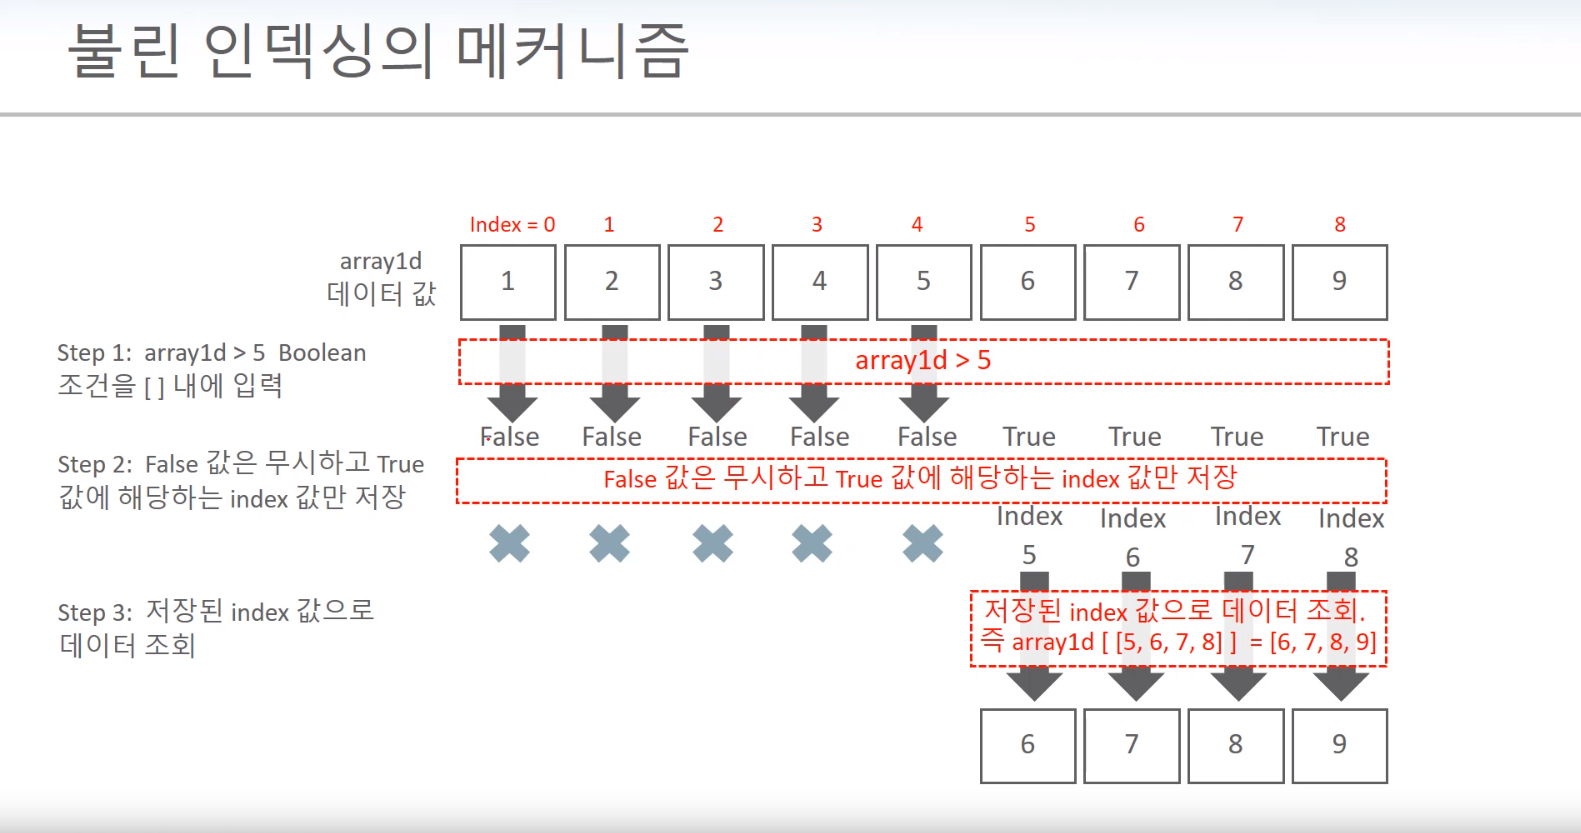 불린 인덱싱의 메커니즘
Index = 0 1 2 3 4 5 6 7 8
array1d
데이터 값
1 2 3 4 5 6 7 8 9
Step 1: array1d > 5 Boolean
조건을 [ ] 내에 입력
array1d > 5
False False False False False True True True True
Step 2: False 값은 무시하고 True
값에 해당하는 index 값만 저장
False 값은 무시하고 True 값에 해당하는 index 값만 저장
Index Index Index Index
5 6 7 8
Step 3: 저장된 index 값으로
데이터 조회
저장된 index 값으로 데이터 조회.
즉 array1d [ [5, 6, 7, 8] ] = [6, 7, 8, 9]
6 7 8 9